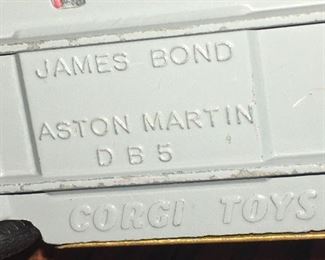 JAMES BOND
ASTON MARTIN
DB5
CORGI TOYS